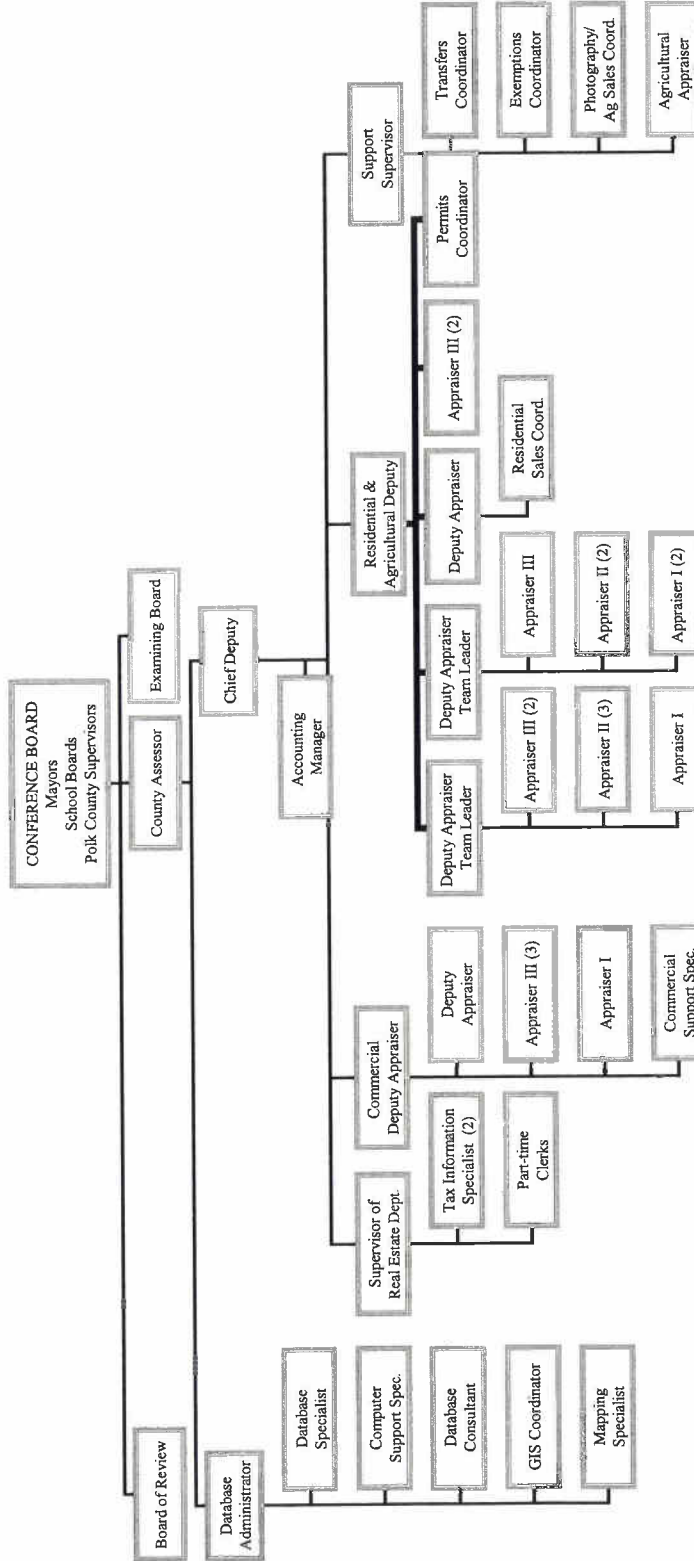 CONFERENCE BOARD
Mayors
School Boards
Polk County Supervisors
Board of Review
County Assessor
Examining Board
Database
Administrator
Chief Deputy
Accounting
Manager
Database
Specialist
Computer
Support Spec.
Database
Consultant
GIS Coordinator
Mapping
Specialist
Supervisor of
Real Estate Dept.
Tax Information
Specialist (2)
Part-time
Clerks
Commercial
Deputy Appraiser
Deputy
Appraiser
Appraiser III (3)
Appraiser I
Commercial
Support Spec.
Residential &
Agricultural Deputy
Deputy Appraiser
Team Leader
Appraiser III (2)
Appraiser II (3)
Appraiser I
Deputy Appraiser
Team Leader
Appraiser III
Appraiser II (2)
Appraiser I (2)
Deputy Appraiser
Residential
Sales Coord.
Appraiser III (2)
Permits
Coordinator
Support
Supervisor
Transfers
Coordinator
Exemptions
Coordinator
Photography/
Ag Sales Coord.
Agricultural
Appraiser